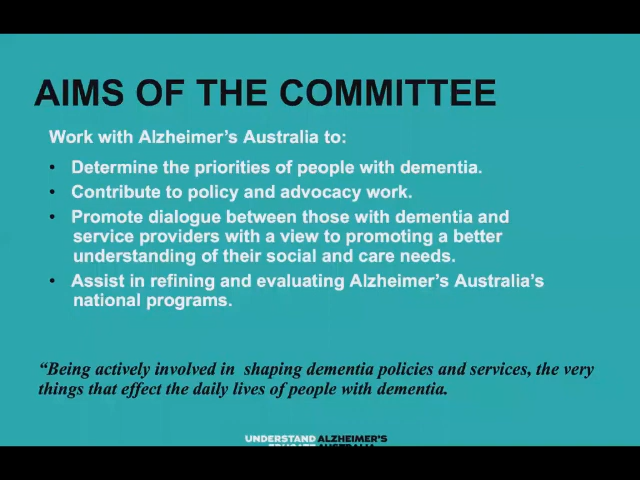 AIMS OF THE COMMITTEE
Work with Alzheimer's Australia to:
• Determine the priorities of people with dementia.
• Contribute to policy and advocacy work.
• Promote dialogue between those with dementia and
service providers with a view to promoting a better
understanding of their social and care needs.
• Assist in refining and evaluating Alzheimer's Australia's
national programs.
“Being actively involved in shaping dementia policies and services, the very
things that effect the daily lives of people with dementia.
UNDERSTAND ALZHEIMER'S
EDUCATE AUSTRALIA